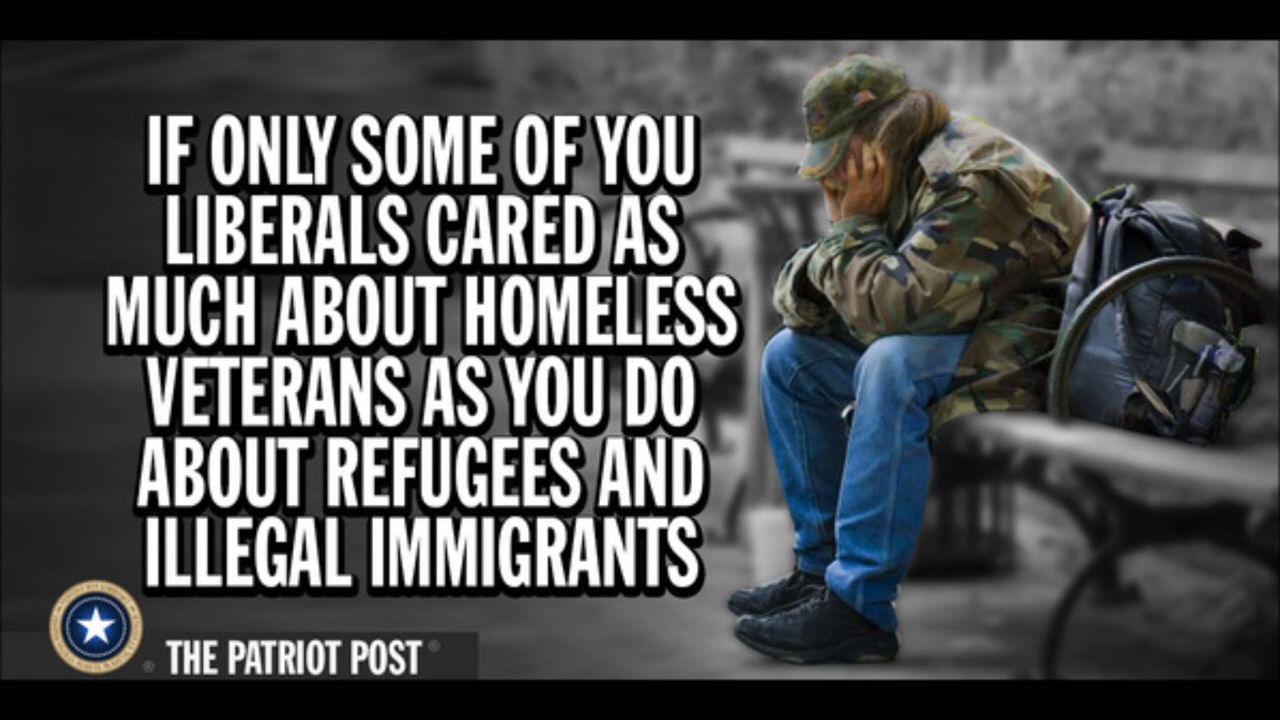 IF ONLY SOME OF YOU
LIBERALS CARED AS
MUCH ABOUT HOMELESS
VETERANS AS YOU DO
ABOUT REFUGEES AND
ILLEGAL IMMIGRANTS
® THE PATRIOT POST®